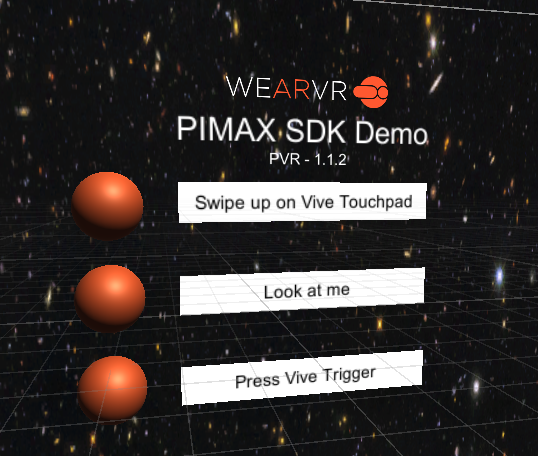 WEARVR
PIMAX SDK Demo
PVR - 1.1.2
Swipe up on Vive Touchpad
Look at me
Press Vive Trigger